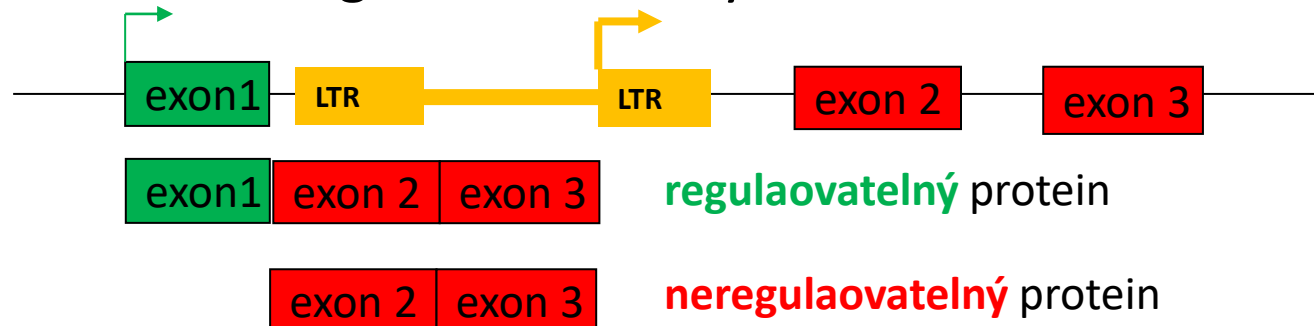 exon1 LTR LTR exon 2 exon 3
exon1 exon 2 exon 3 regulaovatelný protein
exon 2 exon 3 neregulaovatelný protein